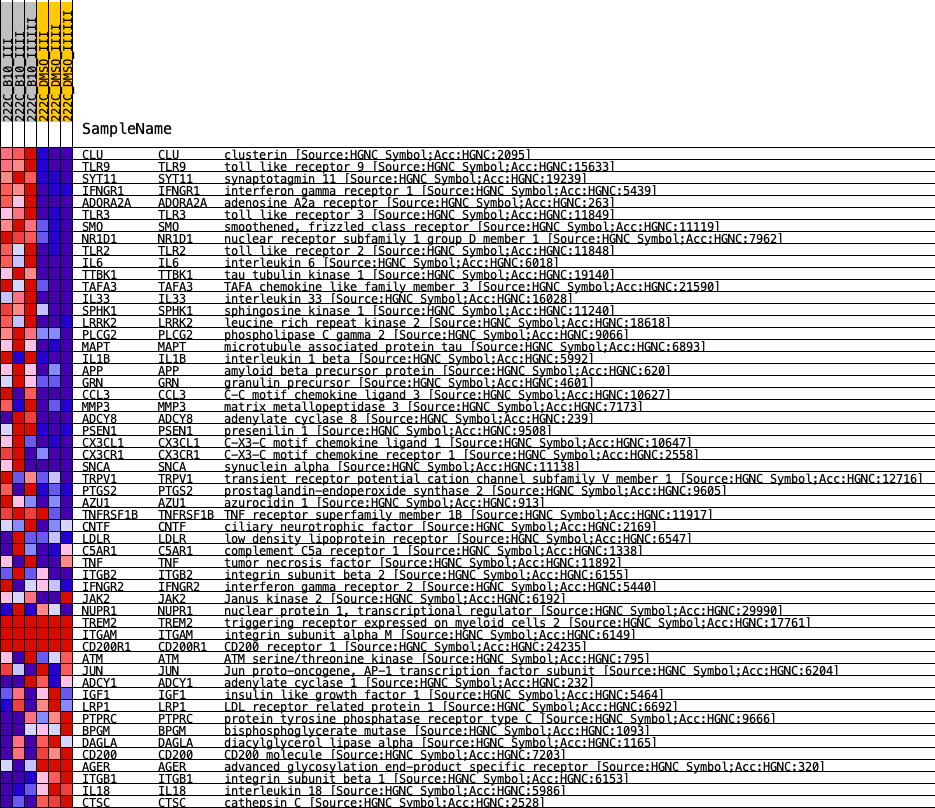 222C_B10_III
222C_B10_IIII
222C_B10_IIIIII
222C_DMSO_III
222C_DMSO_IIII
222C_DMSO_IIIIII
SampleName
CLU CLU clusterin [Source:HGNC Symbol;Acc:HGNC:2095]
TLR9 TLR9 toll like receptor 9 [Source:HGNC Symbol;Acc:HGNC:15633]
SYT11 SYT11 synaptotagmin 11 [Source:HGNC Symbol;Acc:HGNC:19239]
IFNGR1 IFNGR1 interferon gamma receptor 1 [Source:HGNC Symbol;Acc:HGNC:5439]
ADORA2A ADORA2A adenosine A2a receptor [Source:HGNC Symbol;Acc:HGNC:263]
TLR3 TLR3 toll like receptor 3 [Source:HGNC Symbol;Acc:HGNC:11849]
SMO SMO smoothened, frizzled class receptor [Source:HGNC Symbol;Acc:HGNC:11119]
NR1D1 NR1D1 nuclear receptor subfamily 1 group D member 1 [Source:HGNC Symbol;Acc:HGNC:7962]
TLR2 TLR2 toll like receptor 2 [Source:HGNC Symbol;Acc:HGNC:11848]
IL6 IL6 interleukin 6 [Source:HGNC Symbol;Acc:HGNC:6018]
TTBK1 TTBK1 tau tubulin kinase 1 [Source:HGNC Symbol;Acc:HGNC:19140]
TAFA3 TAFA3 TAFA chemokine like family member 3 [Source:HGNC Symbol;Acc:HGNC:21590]
IL33 IL33 interleukin 33 [Source:HGNC Symbol;Acc:HGNC:16028]
SPHK1 SPHK1 sphingosine kinase 1 [Source:HGNC Symbol;Acc:HGNC:11240]
LRRK2 LRRK2 leucine rich repeat kinase 2 [Source:HGNC Symbol;Acc:HGNC:18618]
PLCG2 PLCG2 phospholipase C gamma 2 [Source:HGNC Symbol;Acc:HGNC:9066]
MAPT MAPT microtubule associated protein tau [Source:HGNC Symbol;Acc:HGNC:6893]
IL1B IL1B interleukin 1 beta [Source:HGNC Symbol;Acc:HGNC:5992]
APP APP amyloid beta precursor protein [Source:HGNC Symbol;Acc:HGNC:620]
GRN GRN granulin precursor [Source:HGNC Symbol;Acc:HGNC:4601]
CCL3 CCL3 C-C motif chemokine ligand 3 [Source:HGNC Symbol;Acc:HGNC:10627]
MMP3 MMP3 matrix metallopeptidase 3 [Source:HGNC Symbol;Acc:HGNC:7173]
ADCY8 ADCY8 adenylate cyclase 8 [Source:HGNC Symbol;Acc:HGNC:239]
PSEN1 PSEN1 presenilin 1 [Source:HGNC Symbol;Acc:HGNC:9508]
CX3CL1 CX3CL1 C-X3-C motif chemokine ligand 1 [Source:HGNC Symbol;Acc:HGNC:10647]
CX3CR1 CX3CR1 C-X3-C motif chemokine receptor 1 [Source:HGNC Symbol;Acc:HGNC:2558]
SNCA SNCA synuclein alpha [Source:HGNC Symbol;Acc:HGNC:11138]
TRPV1 TRPV1 transient receptor potential cation channel subfamily V member 1 [Source:HGNC Symbol;Acc:HGNC:12716]
PTGS2 PTGS2 prostaglandin-endoperoxide synthase 2 [Source:HGNC Symbol;Acc:HGNC:9605]
AZU1 AZU1 azurocidin 1 [Source:HGNC Symbol;Acc:HGNC:913]
TNFRSF1B TNFRSF1B TNF receptor superfamily member 1B [Source:HGNC Symbol;Acc:HGNC:11917]
CNTF CNTF ciliary neurotrophic factor [Source:HGNC Symbol;Acc:HGNC:2169]
LDLR LDLR low density lipoprotein receptor [Source:HGNC Symbol;Acc:HGNC:6547]
C5AR1 C5AR1 complement C5a receptor 1 [Source:HGNC Symbol;Acc:HGNC:1338]
TNF TNF tumor necrosis factor [Source:HGNC Symbol;Acc:HGNC:11892]
ITGB2 ITGB2 integrin subunit beta 2 [Source:HGNC Symbol;Acc:HGNC:6155]
IFNGR2 IFNGR2 interferon gamma receptor 2 [Source:HGNC Symbol;Acc:HGNC:5440]
JAK2 JAK2 Janus kinase 2 [Source:HGNC Symbol;Acc:HGNC:6192]
NUPR1 NUPR1 nuclear protein 1, transcriptional regulator [Source:HGNC Symbol;Acc:HGNC:29990]
TREM2 TREM2 triggering receptor expressed on myeloid cells 2 [Source:HGNC Symbol;Acc:HGNC:17761]
ITGAM ITGAM integrin subunit alpha M [Source:HGNC Symbol;Acc:HGNC:6149]
CD200R1 CD200R1 CD200 receptor 1 [Source:HGNC Symbol;Acc:HGNC:24235]
ATM ATM ATM serine/threonine kinase [Source:HGNC Symbol;Acc:HGNC:795]
JUN JUN Jun proto-oncogene, AP-1 transcription factor subunit [Source:HGNC Symbol;Acc:HGNC:6204]
ADCY1 ADCY1 adenylate cyclase 1 [Source:HGNC Symbol;Acc:HGNC:232]
IGF1 IGF1 insulin like growth factor 1 [Source:HGNC Symbol;Acc:HGNC:5464]
LRP1 LRP1 LDL receptor related protein 1 [Source:HGNC Symbol;Acc:HGNC:6692]
PTPRC PTPRC protein tyrosine phosphatase receptor type C [Source:HGNC Symbol;Acc:HGNC:9666]
BPGM BPGM bisphosphoglycerate mutase [Source:HGNC Symbol;Acc:HGNC:1093]
DAGLA DAGLA diacylglycerol lipase alpha [Source:HGNC Symbol;Acc:HGNC:1165]
CD200 CD200 CD200 molecule [Source:HGNC Symbol;Acc:HGNC:7203]
AGER AGER advanced glycosylation end-product specific receptor [Source:HGNC Symbol;Acc:HGNC:320]
ITGB1 ITGB1 integrin subunit beta 1 [Source:HGNC Symbol;Acc:HGNC:6153]
IL18 IL18 interleukin 18 [Source:HGNC Symbol;Acc:HGNC:5986]
CTSC CTSC cathepsin C [Source:HGNC Symbol;Acc:HGNC:2528]